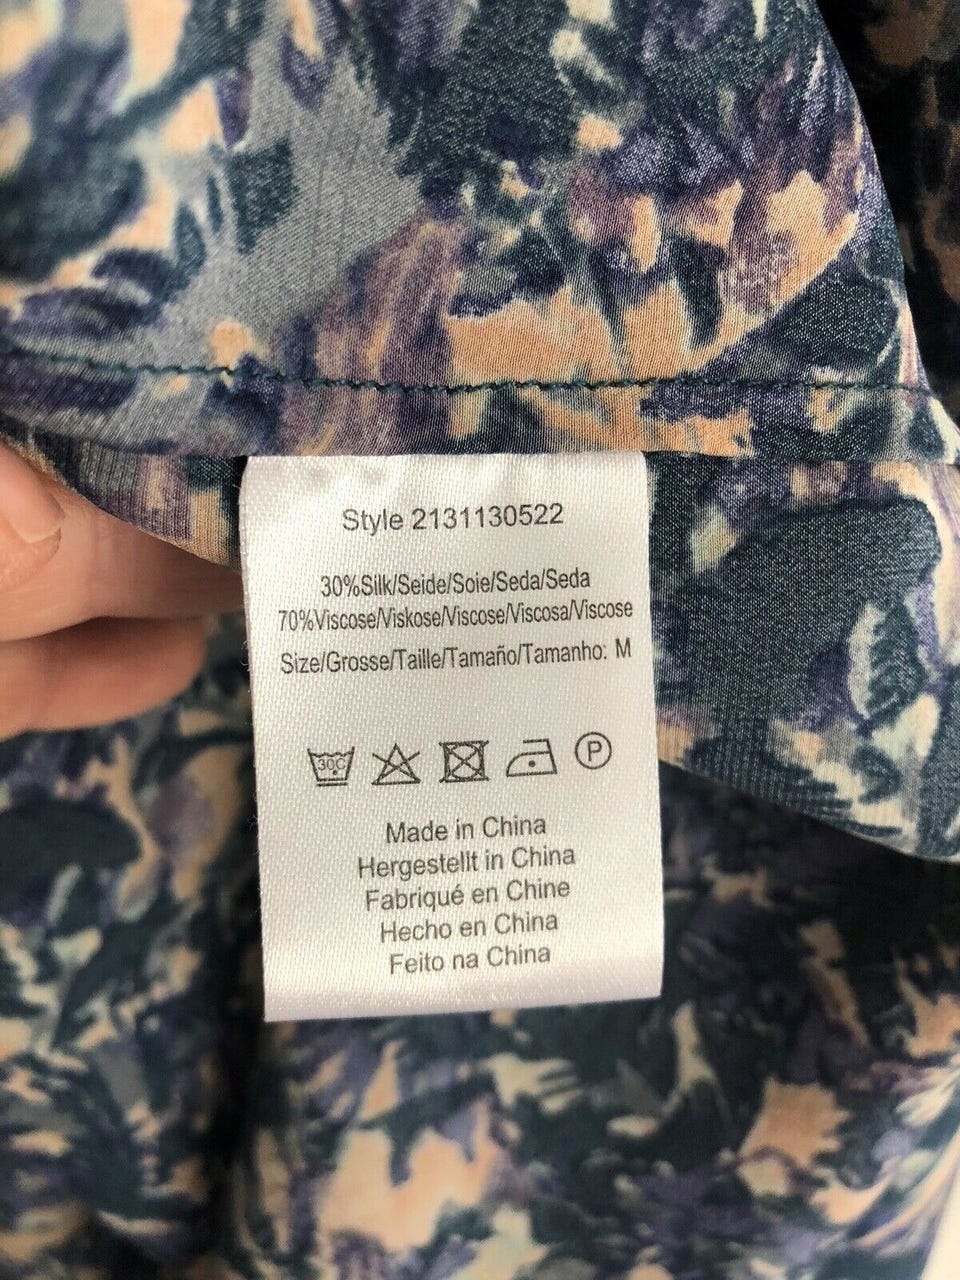 Style 2131130522
30%Silk/Seide/Soie/Seda/Seda
70%Viscose/Viskose/Viscose/Viscosa/Viscose
Size/Grosse/Taille/Tamaño/Tamanho: M
30C P
Made in China
Hergestellt in China
Fabriqué en Chine
Hecho en China
Feito na China